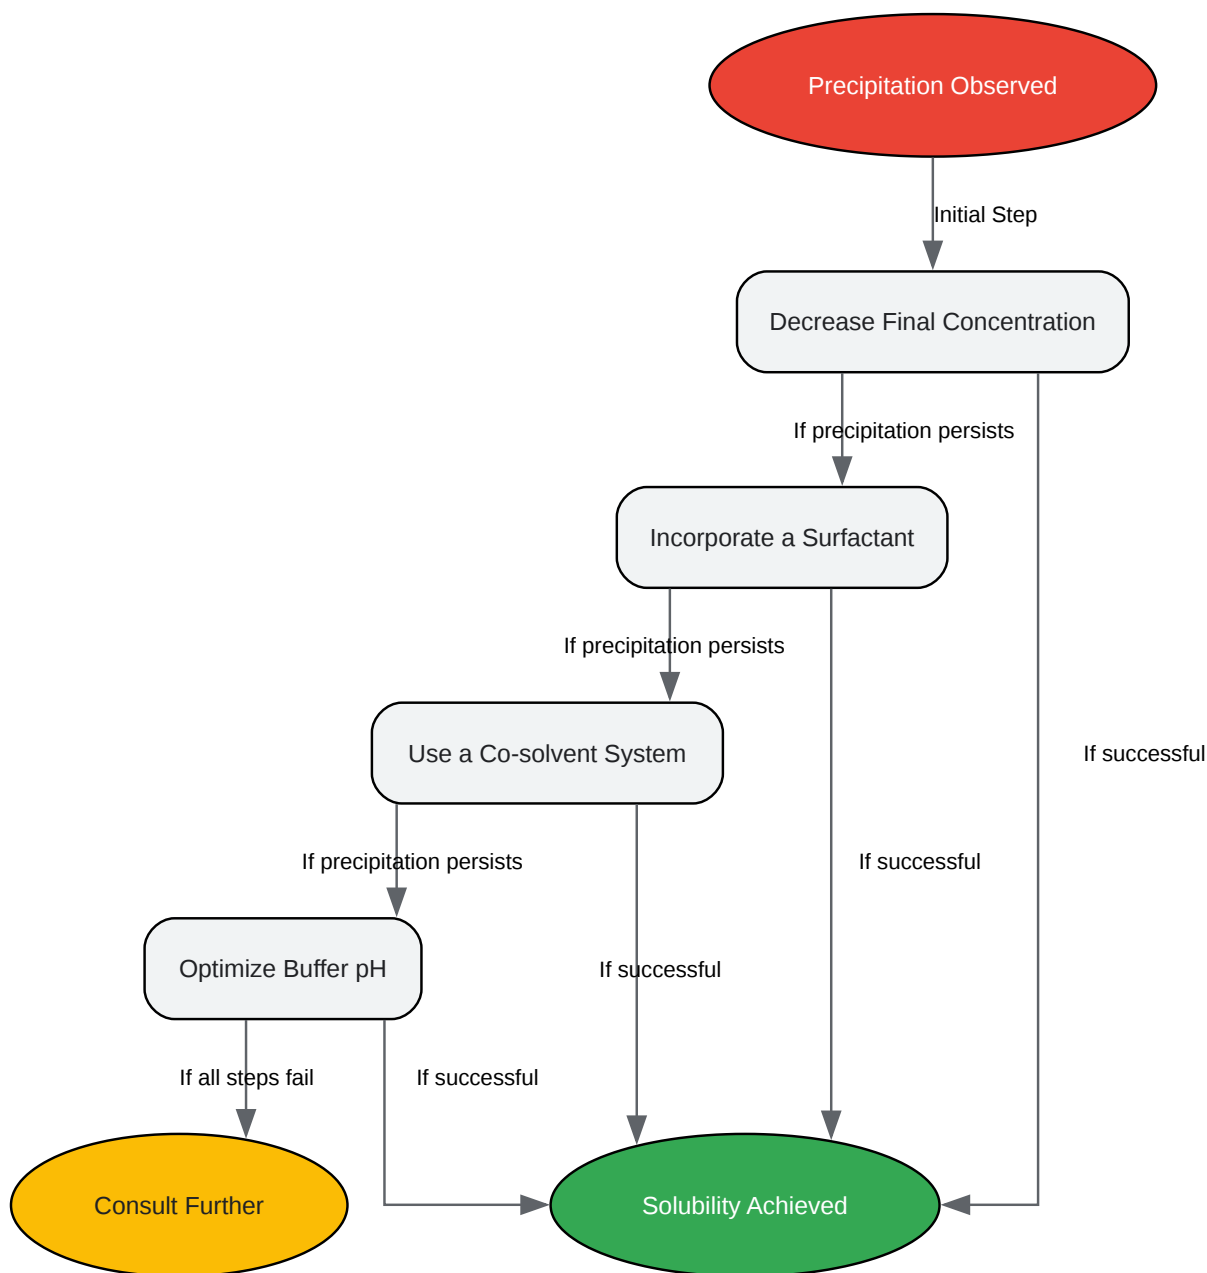 Precipitation Observed
Initial Step
Decrease Final Concentration
If precipitation persists
Incorporate a Surfactant
If precipitation persists
Use a Co-solvent System
If successful
If precipitation persists
If successful
Optimize Buffer pH
If successful
If all steps fail
If successful
Consult Further
Solubility Achieved